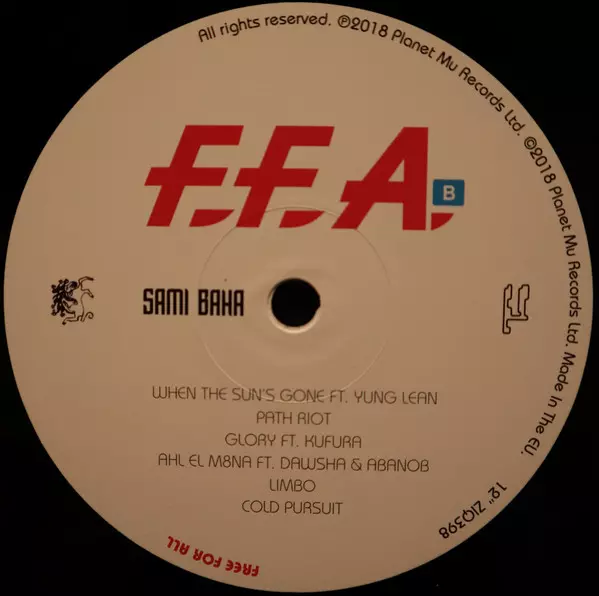 All rights reserved. ℗2018 Planet Mu Records Ltd. ©2018 Planet Mu Records Ltd. Made In The EU.
F.F.A.
B
SAMI BAHA
WHEN THE SUN'S GONE FT. YUNG LEAN
PATH RIOT
GLORY FT. KUFURA
AHL EL M8NA FT. DAWSHA & ABANOB
LIMBO
COLD PURSUIT
12" ZIQ398
FREE FOR ALL